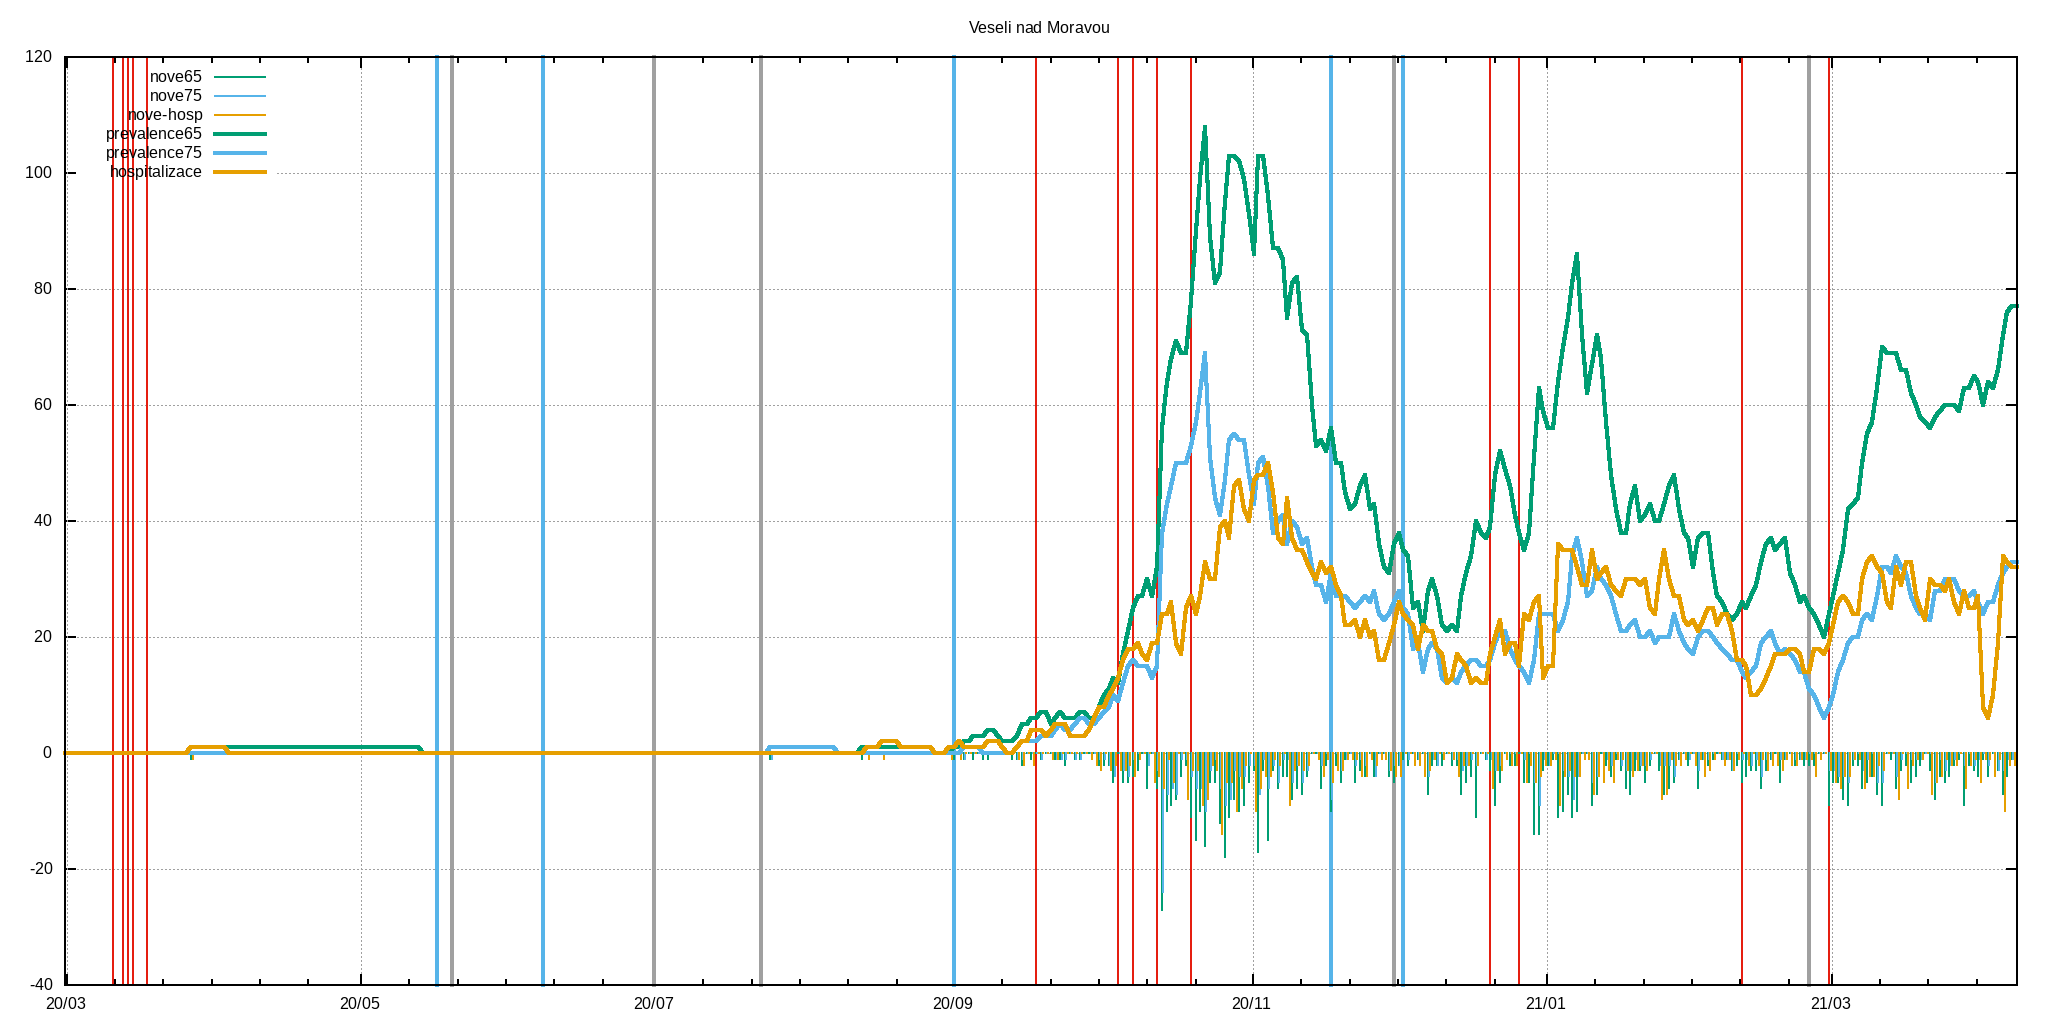 Veseli nad Moravou
120
100
80
60
40
20
0
-20
-40
nove65
nove75
nove-hosp
prevalence65
prevalence75
hospitalizace
20/03 20/05 20/07 20/09 20/11 21/01 21/03